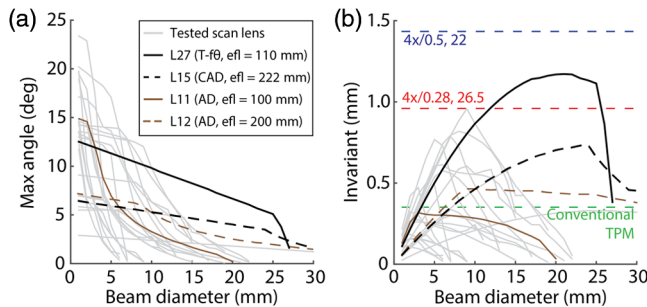 (a)
25
20
15
10
5
0
Max angle (deg)
0 5 10 15 20 25 30
Beam diameter (mm)
Tested scan lens
L27 (T-fθ, efl = 110 mm)
L15 (CAD, efl = 222 mm)
L11 (AD, efl = 100 mm)
L12 (AD, efl = 200 mm)
(b)
1.5
1.0
0.5
0
Invariant (mm)
4x/0.5, 22
4x/0.28, 26.5
Conventional
TPM
0 5 10 15 20 25 30
Beam diameter (mm)